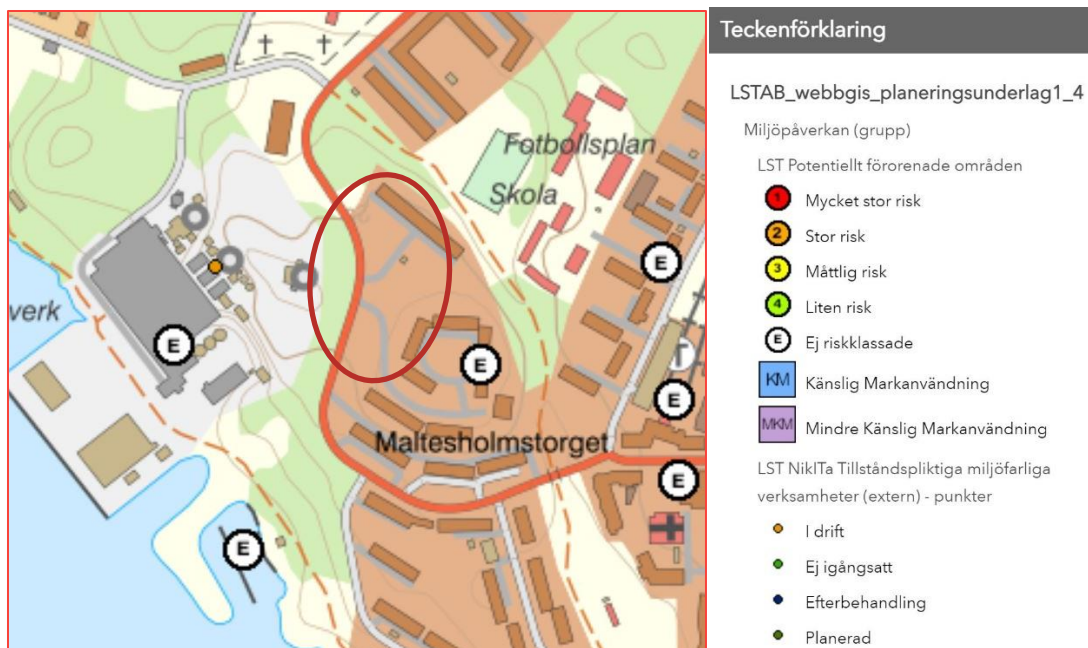 Fotbollsplan
Skola
E
verk
E
E
T
E
Maltesholmstorget
E
E
Teckenförklaring
LSTAB_webbgis_planeringsunderlag1_4
Miljöpåverkan (grupp)
LST Potentiellt förorenade områden
1 Mycket stor risk
2 Stor risk
3 Måttlig risk
4 Liten risk
E Ej riskklassade
KM Känslig Markanvändning
MKM Mindre Känslig Markanvändning
LST NikITa Tillståndspliktiga miljöfarliga
verksamheter (extern) - punkter
I drift
Ej igångsatt
Efterbehandling
Planerad